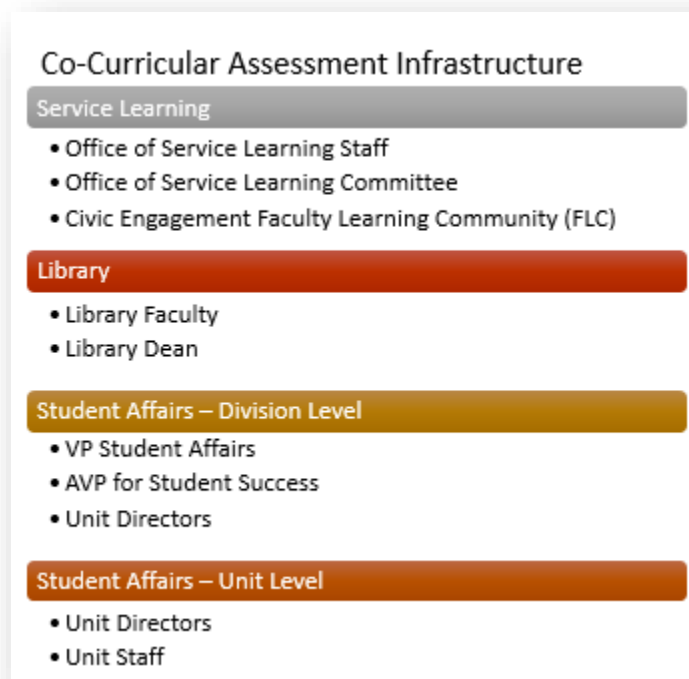 Co-Curricular Assessment Infrastructure
Service Learning
• Office of Service Learning Staff
• Office of Service Learning Committee
• Civic Engagement Faculty Learning Community (FLC)
Library
• Library Faculty
• Library Dean
Student Affairs – Division Level
• VP Student Affairs
• AVP for Student Success
• Unit Directors
Student Affairs – Unit Level
• Unit Directors
• Unit Staff